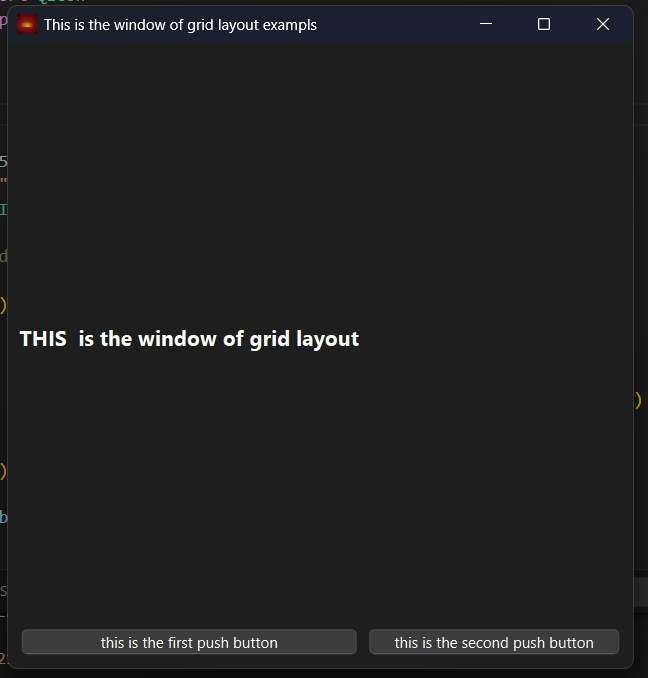 This is the window of grid layout exampls
THIS  is the window of grid layout
this is the first push button
this is the second push button